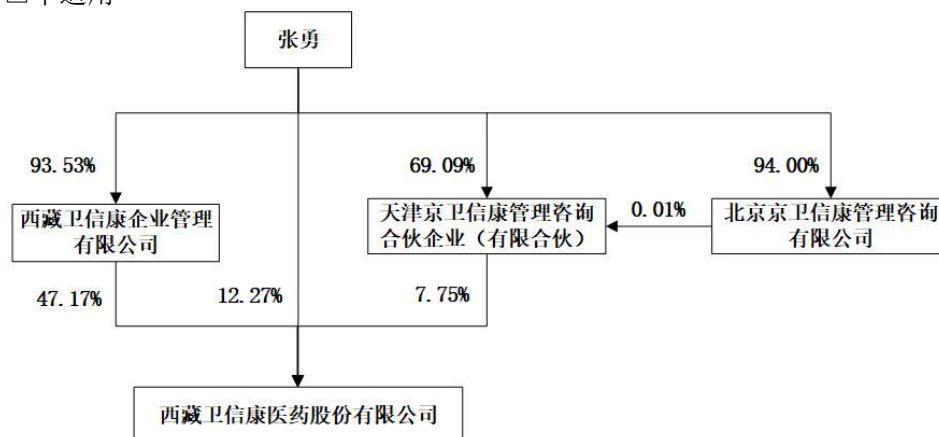 张勇
93.53%
69.09%
94.00%
西藏卫信康企业管理
有限公司
天津京卫信康管理咨询
合伙企业（有限合伙）
0.01%
北京京卫信康管理咨询
有限公司
47.17%
12.27%
7.75%
西藏卫信康医药股份有限公司